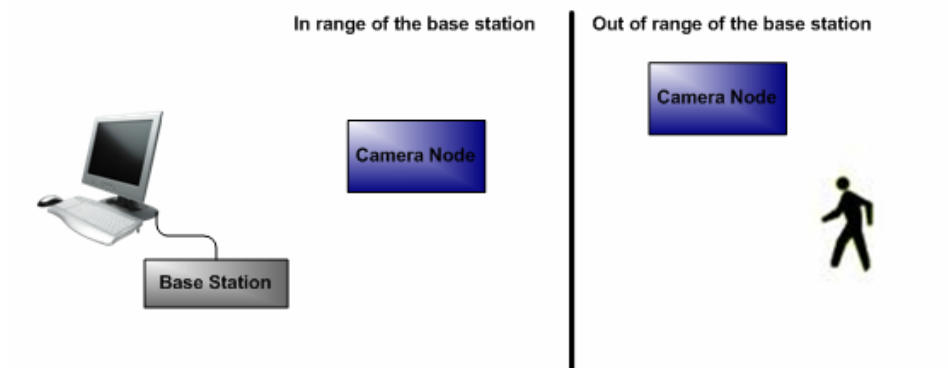 In range of the base station
Out of range of the base station
Camera Node
Camera Node
Base Station